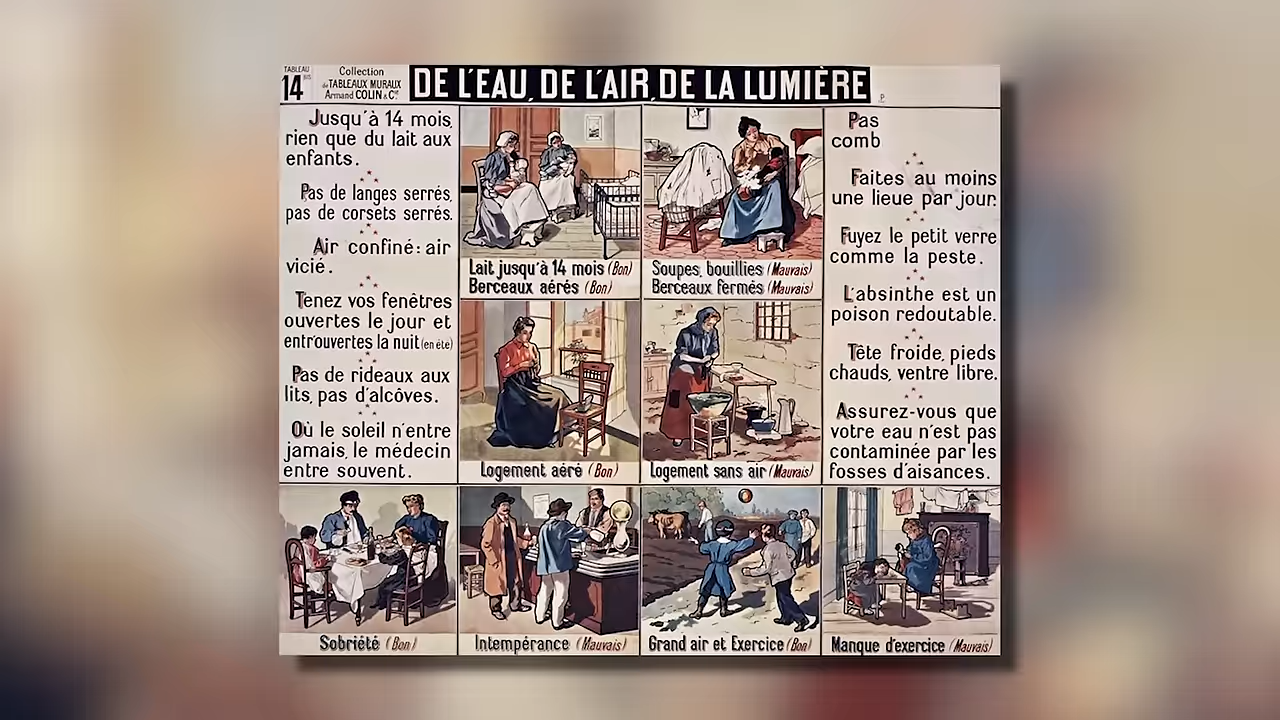 TABLEAU
14 bis
Collection
de TABLEAUX MURAUX
Armand COLIN & Cie
DE L'EAU, DE L'AIR, DE LA LUMIÈRE
Jusqu'à 14 mois,
rien que du lait aux
enfants.
Pas de langes serrés,
pas de corsets serrés.
Air confiné: air
vicié.
Tenez vos fenêtres
ouvertes le jour et
entr'ouvertes la nuit (en été)
Pas de rideaux aux
lits, pas d'alcôves.
Où le soleil n'entre
jamais, le médecin
entre souvent.
Lait jusqu'à 14 mois (Bon)
Berceaux aérés (Bon)
Soupes, bouillies (Mauvais)
Berceaux fermés (Mauvais)
Logement aéré (Bon)
Logement sans air (Mauvais)
Pas
comb
Faites au moins
une lieue par jour.
Fuyez le petit verre
comme la peste.
L'absinthe est un
poison redoutable.
Tête froide, pieds
chauds, ventre libre.
Assurez-vous que
votre eau n'est pas
contaminée par les
fosses d'aisances.
Sobriété (Bon)
Intempérance (Mauvais)
Grand air et Exercice (Bon)
Manque d'exercice (Mauvais)